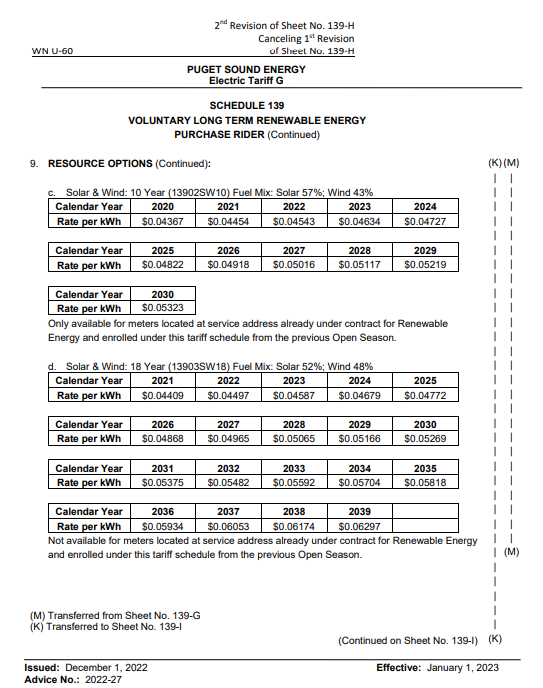 2nd Revision of Sheet No. 139-H
Canceling 1st Revision
WN U-60 of Sheet No. 139-H
PUGET SOUND ENERGY
Electric Tariff G
SCHEDULE 139
VOLUNTARY LONG TERM RENEWABLE ENERGY
PURCHASE RIDER (Continued)
9. RESOURCE OPTIONS (Continued): (K) (M)
c. Solar & Wind: 10 Year (13902SW10) Fuel Mix: Solar 57%; Wind 43%
Calendar Year 2020 2021 2022 2023 2024
Rate per kWh $0.04367 $0.04454 $0.04543 $0.04634 $0.04727
Calendar Year 2025 2026 2027 2028 2029
Rate per kWh $0.04822 $0.04918 $0.05016 $0.05117 $0.05219
Calendar Year 2030
Rate per kWh $0.05323
Only available for meters located at service address already under contract for Renewable
Energy and enrolled under this tariff schedule from the previous Open Season.
d. Solar & Wind: 18 Year (13903SW18) Fuel Mix: Solar 52%; Wind 48%
Calendar Year 2021 2022 2023 2024 2025
Rate per kWh $0.04409 $0.04497 $0.04587 $0.04679 $0.04772
Calendar Year 2026 2027 2028 2029 2030
Rate per kWh $0.04868 $0.04965 $0.05065 $0.05166 $0.05269
Calendar Year 2031 2032 2033 2034 2035
Rate per kWh $0.05375 $0.05482 $0.05592 $0.05704 $0.05818
Calendar Year 2036 2037 2038 2039
Rate per kWh $0.05934 $0.06053 $0.06174 $0.06297
Not available for meters located at service address already under contract for Renewable Energy
and enrolled under this tariff schedule from the previous Open Season. (M)
(M) Transferred from Sheet No. 139-G
(K) Transferred to Sheet No. 139-I
(Continued on Sheet No. 139-I) (K)
Issued: December 1, 2022 Effective: January 1, 2023
Advice No.: 2022-27